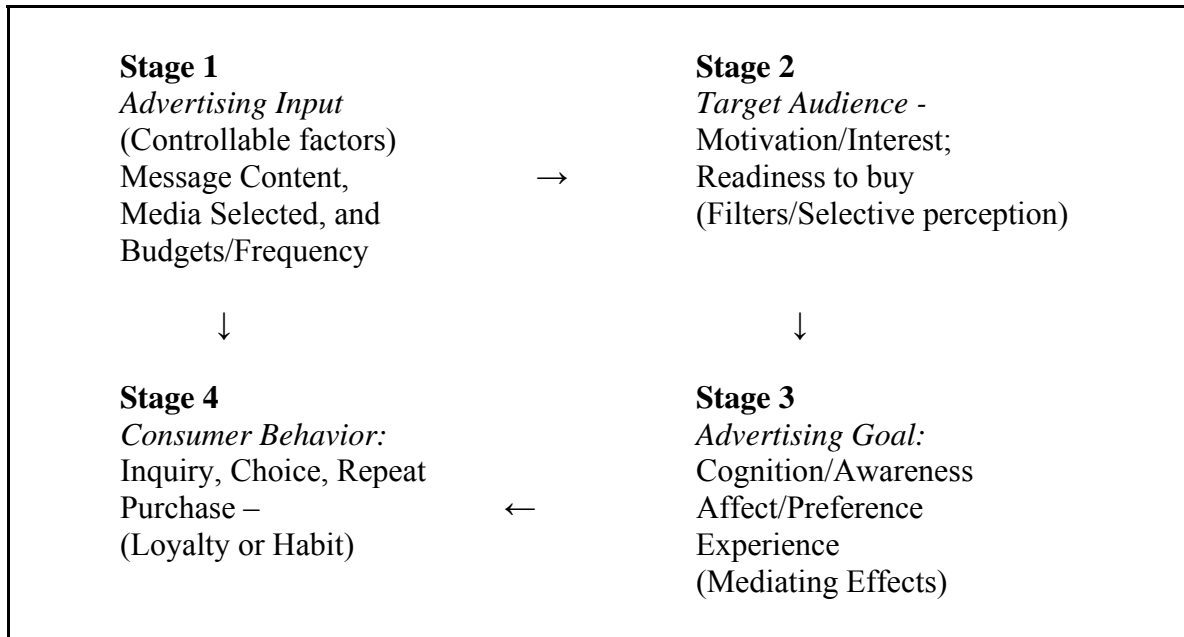 Stage 1
Advertising Input
(Controllable factors)
Message Content,
Media Selected, and
Budgets/Frequency
→
Stage 2
Target Audience -
Motivation/Interest;
Readiness to buy
(Filters/Selective perception)
↓
↓
Stage 4
Consumer Behavior:
Inquiry, Choice, Repeat
Purchase –
(Loyalty or Habit)
←
Stage 3
Advertising Goal:
Cognition/Awareness
Affect/Preference
Experience
(Mediating Effects)